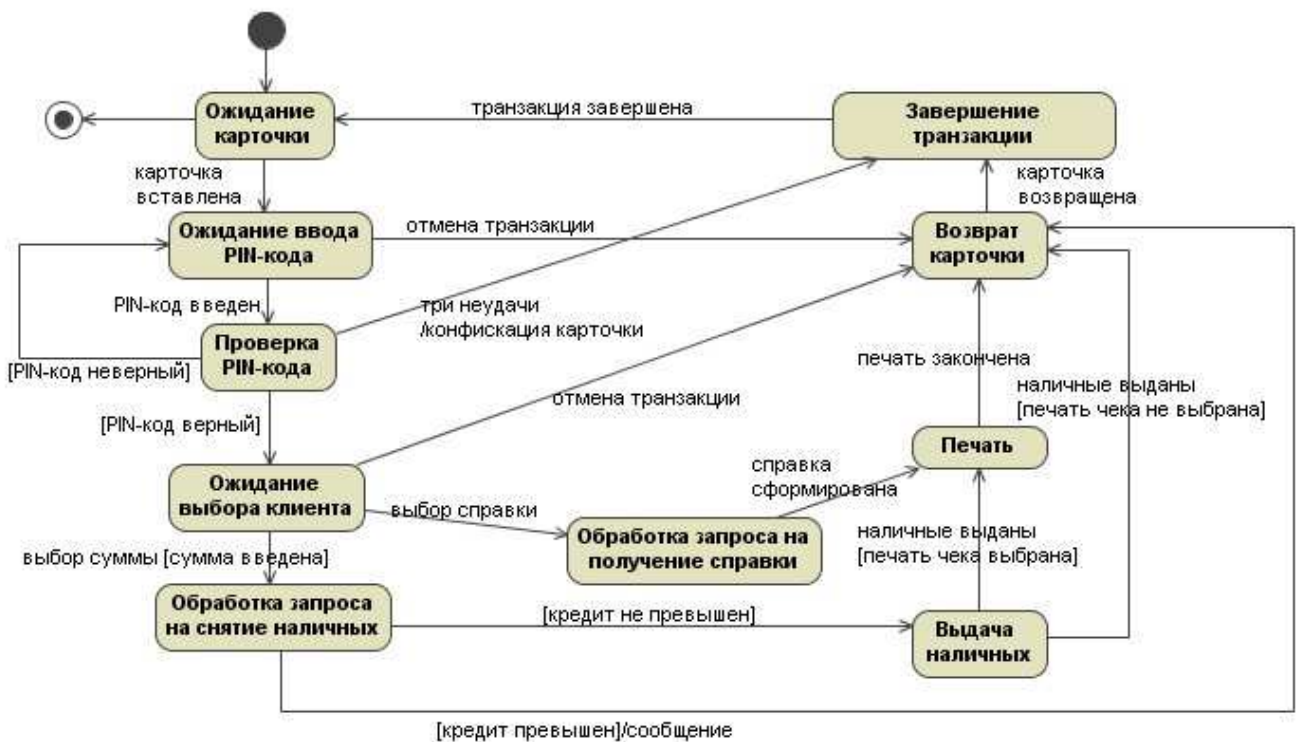 Ожидание
карточки
транзакция завершена
Завершение
транзакции
карточка
вставлена
карточка
возвращена
Ожидание ввода
PIN-кода
отмена транзакции
Возврат
карточки
PIN-код введен
три неудачи
/конфискация карточки
Проверка
PIN-кода
[PIN-код неверный]
печать закончена
наличные выданы
[печать чека не выбрана]
отмена транзакции
[PIN-код верный]
Печать
справка
сформирована
Ожидание
выбора клиента
выбор справки
Обработка запроса на
получение справки
наличные выданы
[печать чека выбрана]
выбор суммы [сумма введена]
Обработка запроса
на снятие наличных
[кредит не превышен]
Выдача
наличных
[кредит превышен]/сообщение